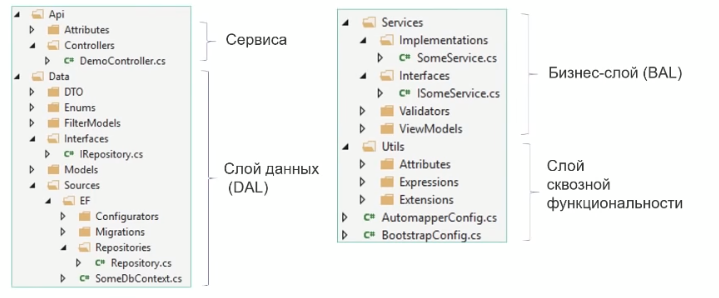 Api
Attributes
Controllers
C# DemoController.cs
Data
DTO
Enums
FilterModels
Interfaces
C# IRepository.cs
Models
Sources
EF
Configurators
Migrations
Repositories
C# Repository.cs
C# SomeDbContext.cs
Сервиса
Слой данных
(DAL)
Services
Implementations
C# SomeService.cs
Interfaces
C# ISomeService.cs
Validators
ViewModels
Utils
Attributes
Expressions
Extensions
C# AutomapperConfig.cs
C# BootstrapConfig.cs
Бизнес-слой (BAL)
Слой
сквозной
функциональности